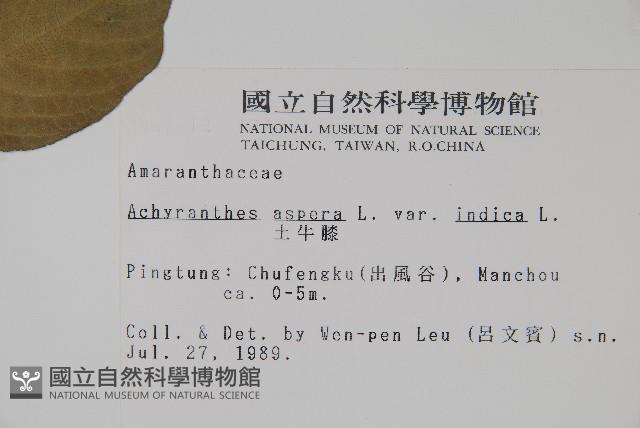 國立自然科學博物館
NATIONAL MUSEUM OF NATURAL SCIENCE
TAICHUNG, TAIWAN, R.O.CHINA
Amaranthaceae
Achyranthes aspera L. var. indica L.
土牛膝
Pingtung: Chufengku(出風谷), Manchou
ca. 0-5m.
Coll. & Det. by Wen-pen Leu (呂文賓) s.n.
Jul. 27, 1989.
國立自然科學博物館
NATIONAL MUSEUM OF NATURAL SCIENCE